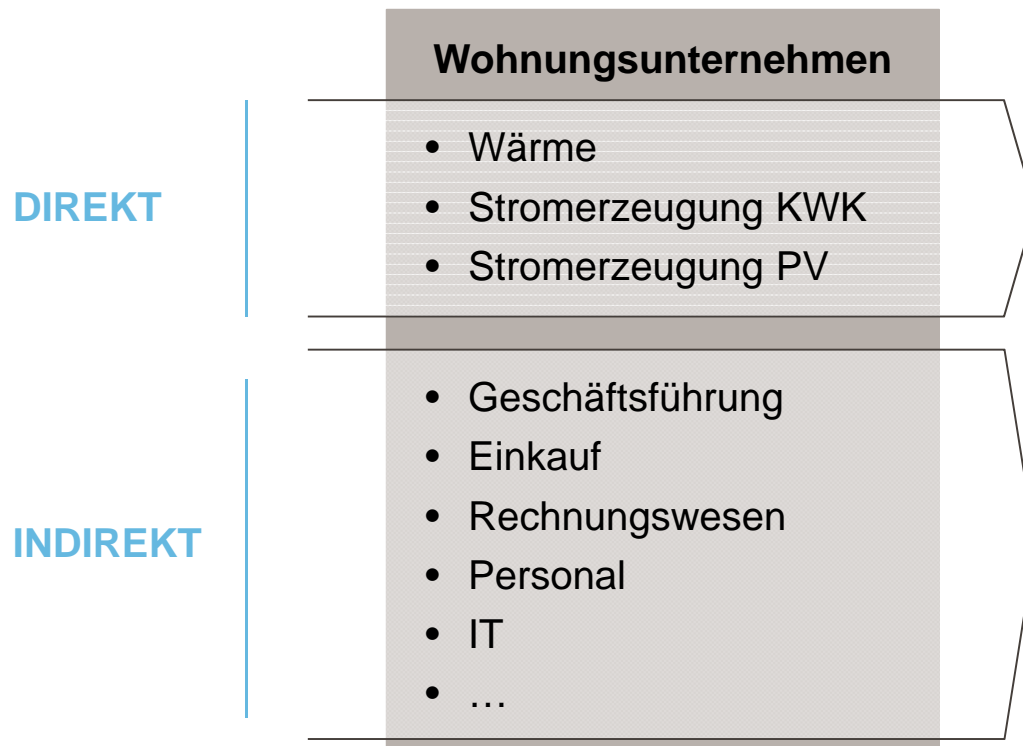 Wohnungsunternehmen
DIREKT
• Wärme
• Stromerzeugung KWK
• Stromerzeugung PV
INDIREKT
• Geschäftsführung
• Einkauf
• Rechnungswesen
• Personal
• IT
• …